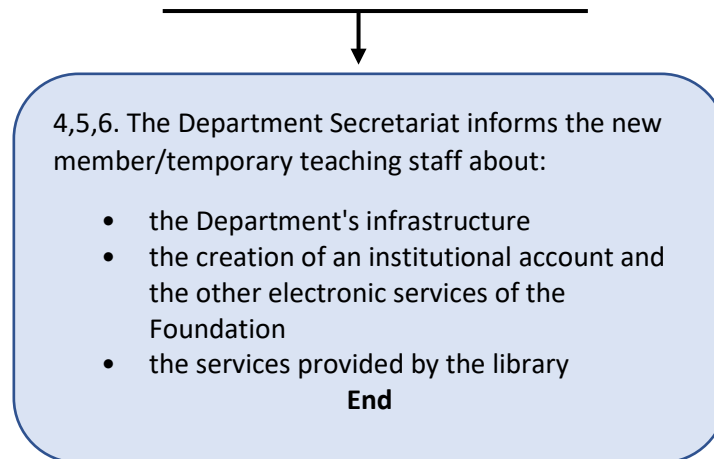 4,5,6. The Department Secretariat informs the new
member/temporary teaching staff about:
• the Department's infrastructure
• the creation of an institutional account and
the other electronic services of the
Foundation
• the services provided by the library
End